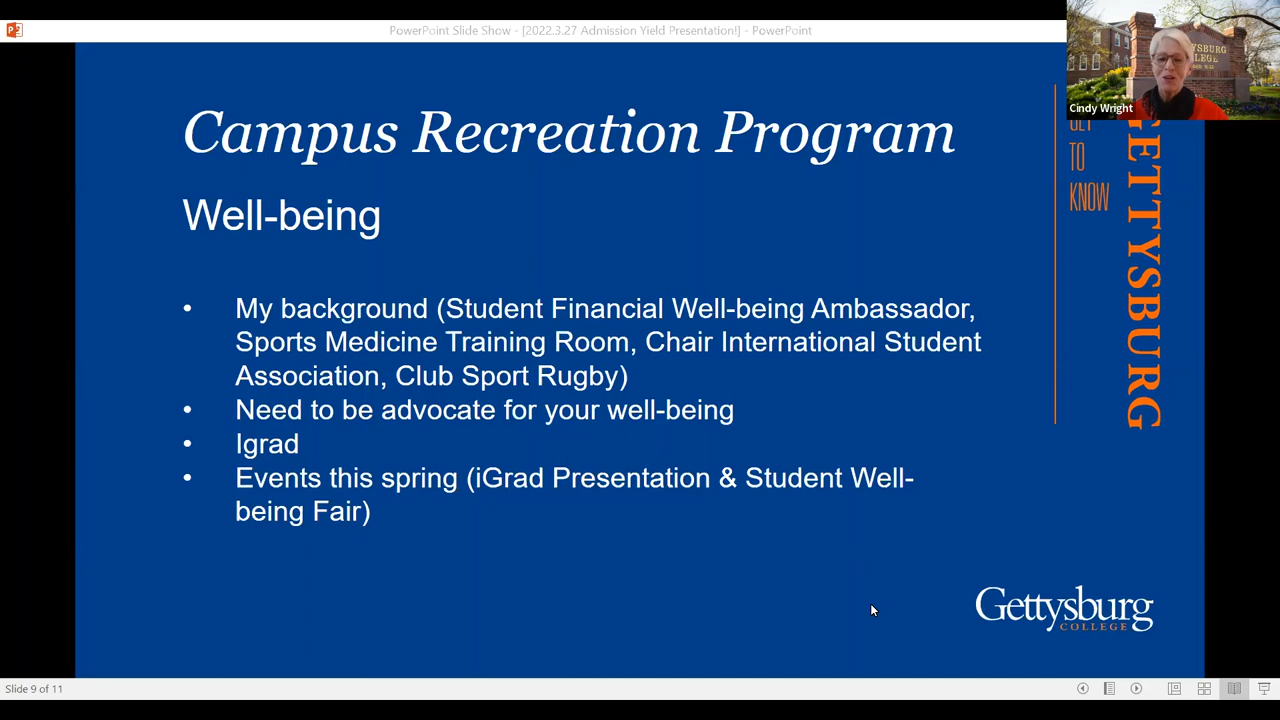 PowerPoint Slide Show - [2022.3.27 Admission Yield Presentation!] - PowerPoint
Cindy Wright
Campus Recreation Program
Well-being
• My background (Student Financial Well-being Ambassador,
Sports Medicine Training Room, Chair International Student
Association, Club Sport Rugby)
• Need to be advocate for your well-being
• Igrad
• Events this spring (iGrad Presentation & Student Well-
being Fair)
TO
KNOW
GETTYSBURG
Gettysburg
COLLEGE
Slide 9 of 11